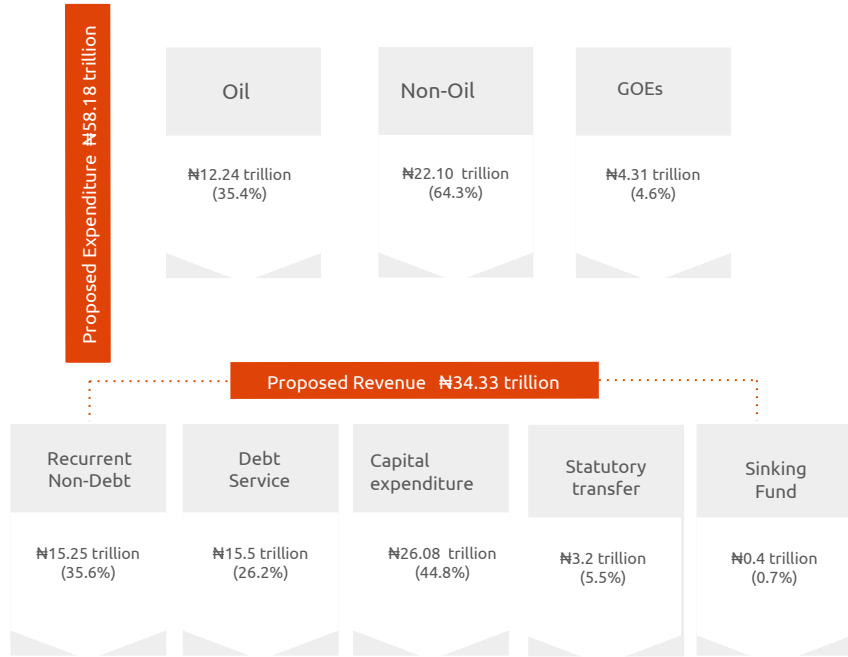 Proposed Expenditure ₦58.18 trillion
Oil
₦12.24 trillion
(35.4%)
Non-Oil
₦22.10 trillion
(64.3%)
GOEs
₦4.31 trillion
(4.6%)
Proposed Revenue ₦34.33 trillion
Recurrent
Non-Debt
₦15.25 trillion
(35.6%)
Debt
Service
₦15.5 trillion
(26.2%)
Capital
expenditure
₦26.08 trillion
(44.8%)
Statutory
transfer
₦3.2 trillion
(5.5%)
Sinking
Fund
₦0.4 trillion
(0.7%)